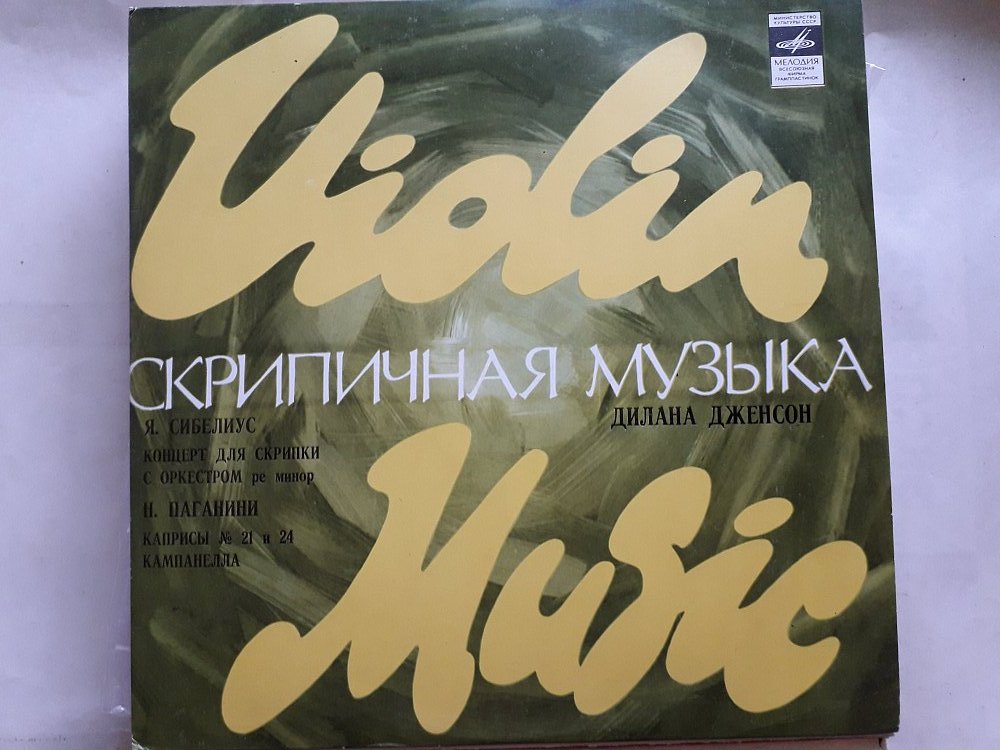 МИНИСТЕРСТВО
КУЛЬТУРЫ СССР
МЕЛОДИЯ
ВСЕСОЮЗНАЯ
ФИРМА
ГРАМПЛАСТИНОК
Violin
СКРИПИЧНАЯ МУЗЫКА
ДИЛАНА ДЖЕНСОН
Я. СИБЕЛИУС
КОНЦЕРТ ДЛЯ СКРИПКИ
С ОРКЕСТРОМ ре минор
Н. ПАГАНИНИ
КАПРИСЫ № 21 и 24
КАМПАНЕЛЛА
Music